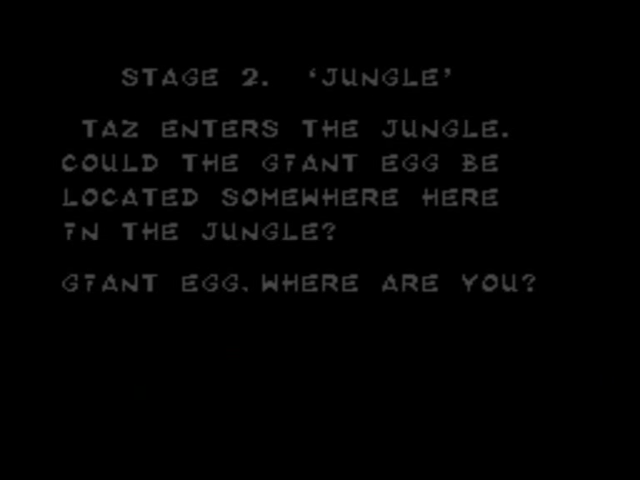 STAGE 2. 'JUNGLE'
TAZ ENTERS THE JUNGLE.
COULD THE GIANT EGG BE
LOCATED SOMEWHERE HERE
IN THE JUNGLE?
GIANT EGG. WHERE ARE YOU?